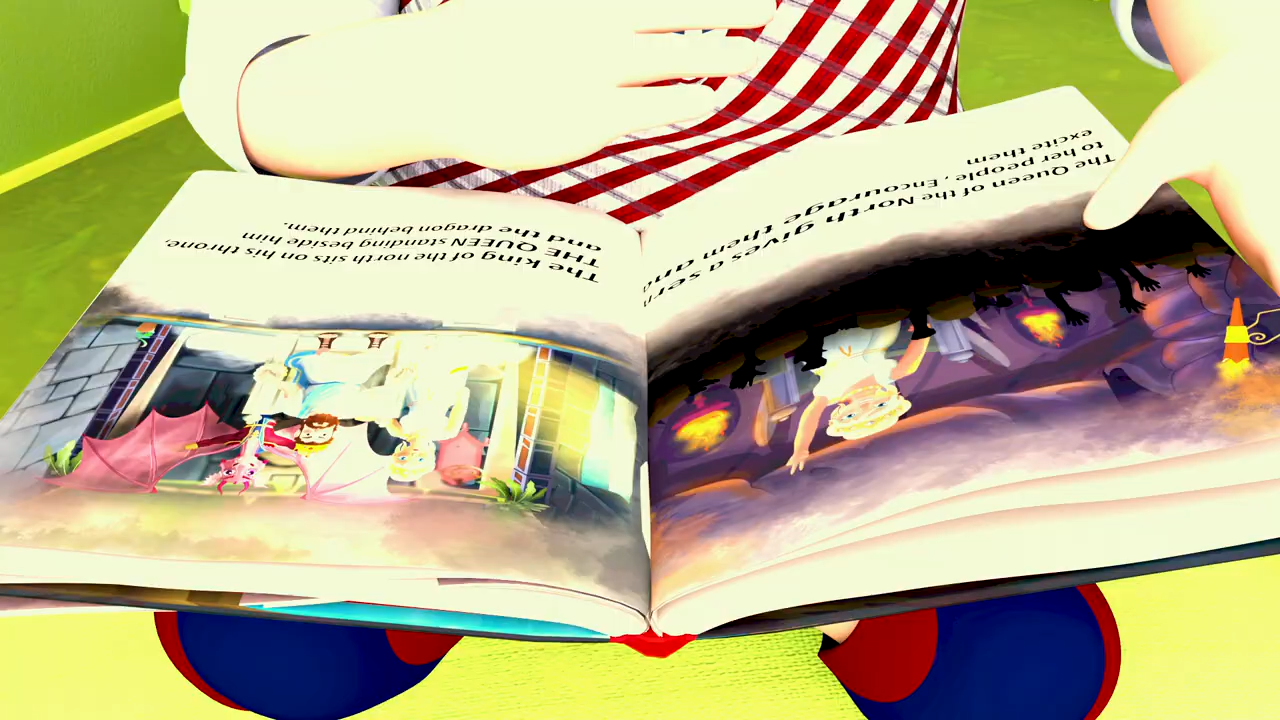 The Queen of the North gives a
to her people , Encourage them and
excite them
The king of the north sits on his throne,
THE QUEEN standing beside him
and the dragon behind them.